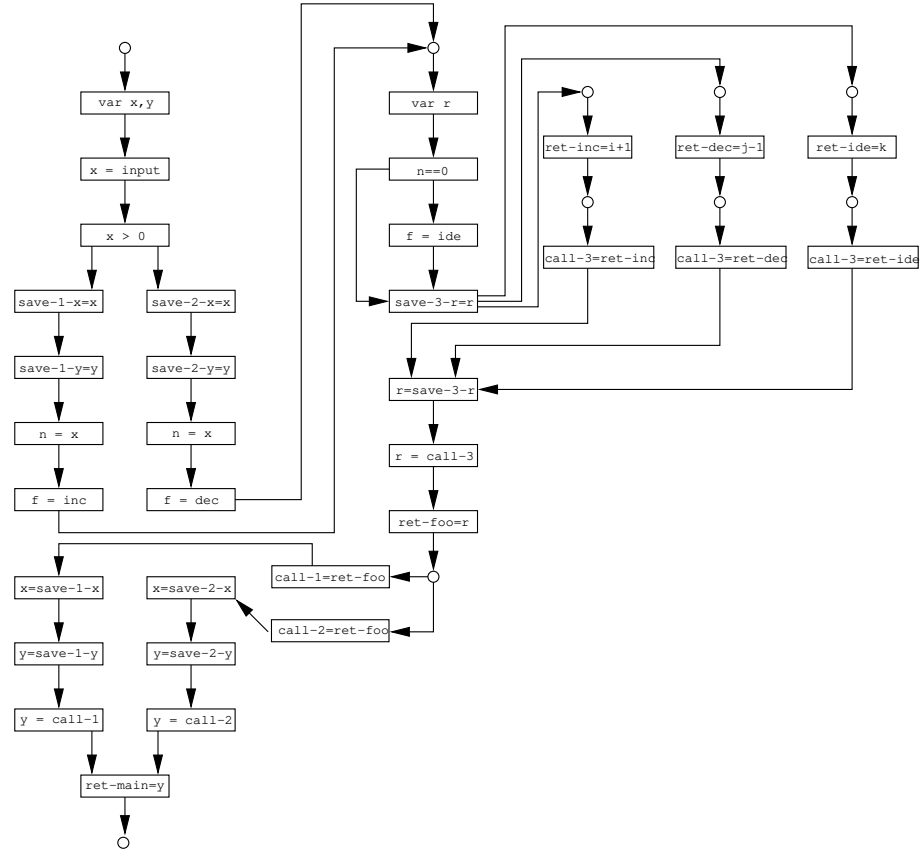 var x,y
x = input
x > 0
save-1-x=x
save-1-y=y
n = x
f = inc
save-2-x=x
save-2-y=y
n = x
f = dec
var r
n==0
f = ide
save-3-r=r
ret-inc=i+1
call-3=ret-inc
ret-dec=j-1
call-3=ret-dec
ret-ide=k
call-3=ret-ide
r=save-3-r
r = call-3
ret-foo=r
call-1=ret-foo
call-2=ret-foo
x=save-1-x
y=save-1-y
y = call-1
x=save-2-x
y=save-2-y
y = call-2
ret-main=y